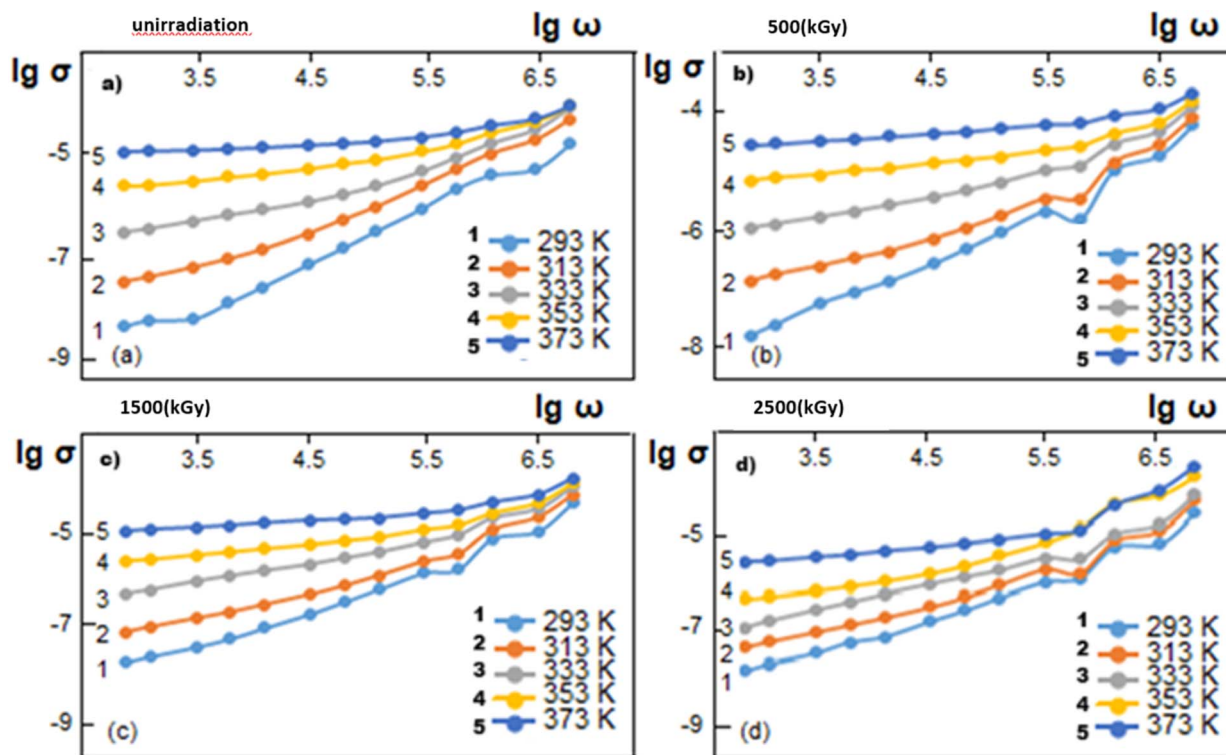 unirradiation
lg ω
lg σ
a)
3.5 4.5 5.5 6.5
-5
-7
-9
5
4
3
2
1
1 293 K
2 313 K
3 333 K
4 353 K
5 373 K
(a)
500(kGy)
lg ω
lg σ
b)
3.5 4.5 5.5 6.5
-4
-6
-8
5
4
3
2
1
1 293 K
2 313 K
3 333 K
4 353 K
5 373 K
(b)
1500(kGy)
lg ω
lg σ
c)
3.5 4.5 5.5 6.5
-5
-7
-9
5
4
3
2
1
1 293 K
2 313 K
3 333 K
4 353 K
5 373 K
(c)
2500(kGy)
lg ω
lg σ
d)
3.5 4.5 5.5 6.5
-5
-7
-9
5
4
3
2
1
1 293 K
2 313 K
3 333 K
4 353 K
5 373 K
(d)